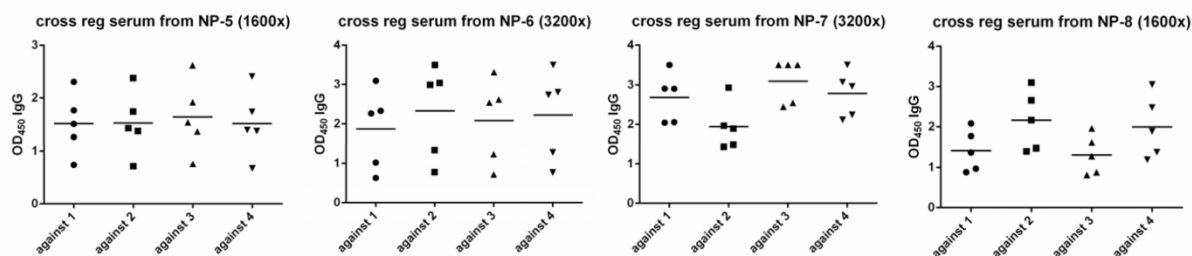 cross reg serum from NP-5 (1600x)
OD450 IgG
3
2
1
0
against 1
against 2
against 3
against 4
cross reg serum from NP-6 (3200x)
OD450 IgG
4
3
2
1
0
against 1
against 2
against 3
against 4
cross reg serum from NP-7 (3200x)
OD450 IgG
4
3
2
1
0
against 1
against 2
against 3
against 4
cross reg serum from NP-8 (1600x)
OD450 IgG
4
3
2
1
0
against 1
against 2
against 3
against 4